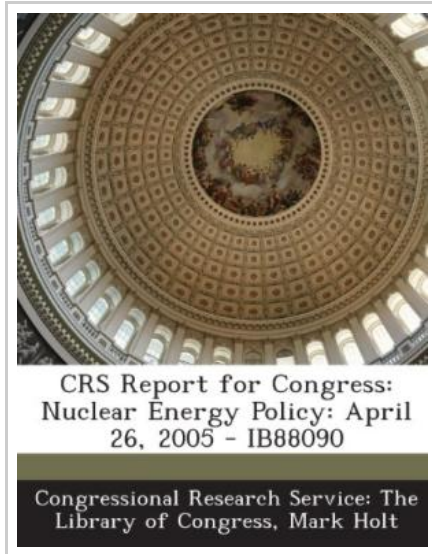 CRS Report for Congress:
Nuclear Energy Policy: April
26, 2005 - IB88090
Congressional Research Service: The
Library of Congress, Mark Holt